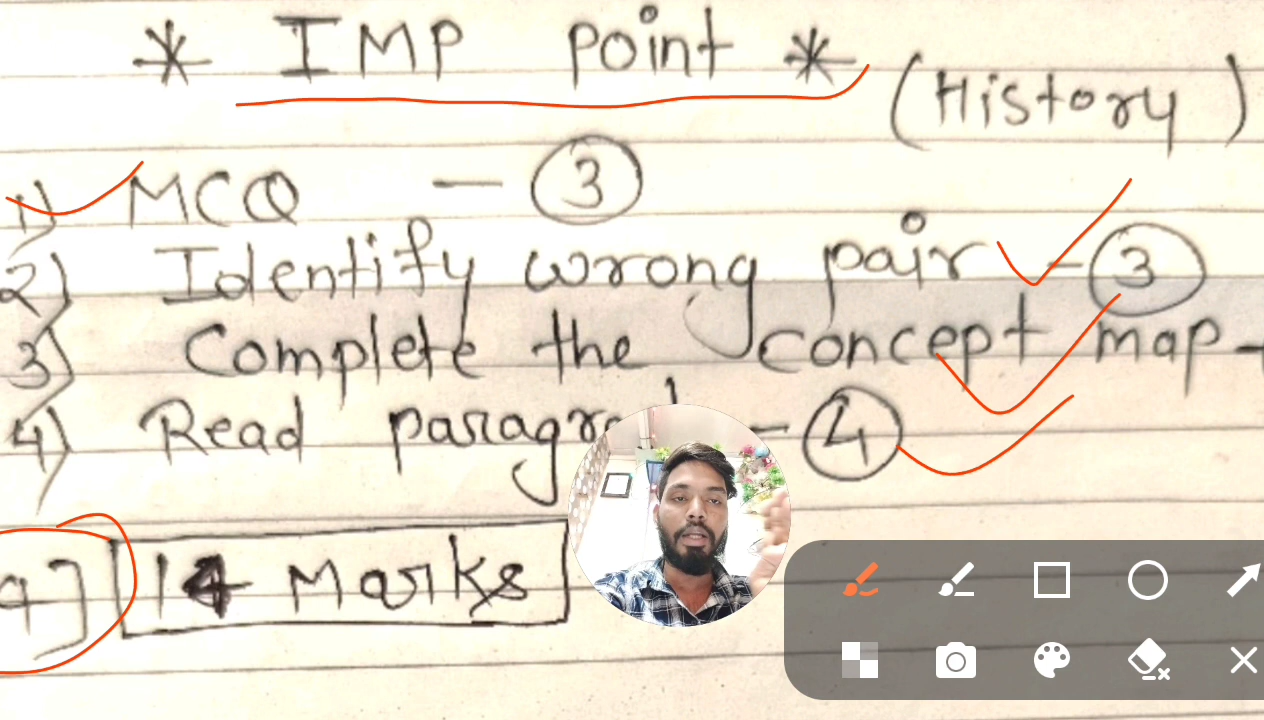 * IMP point *
(History)
1) MCQ - 3
2) Identify wrong pair - 3
3) Complete the concept map -
4) Read - 4
14 Marks